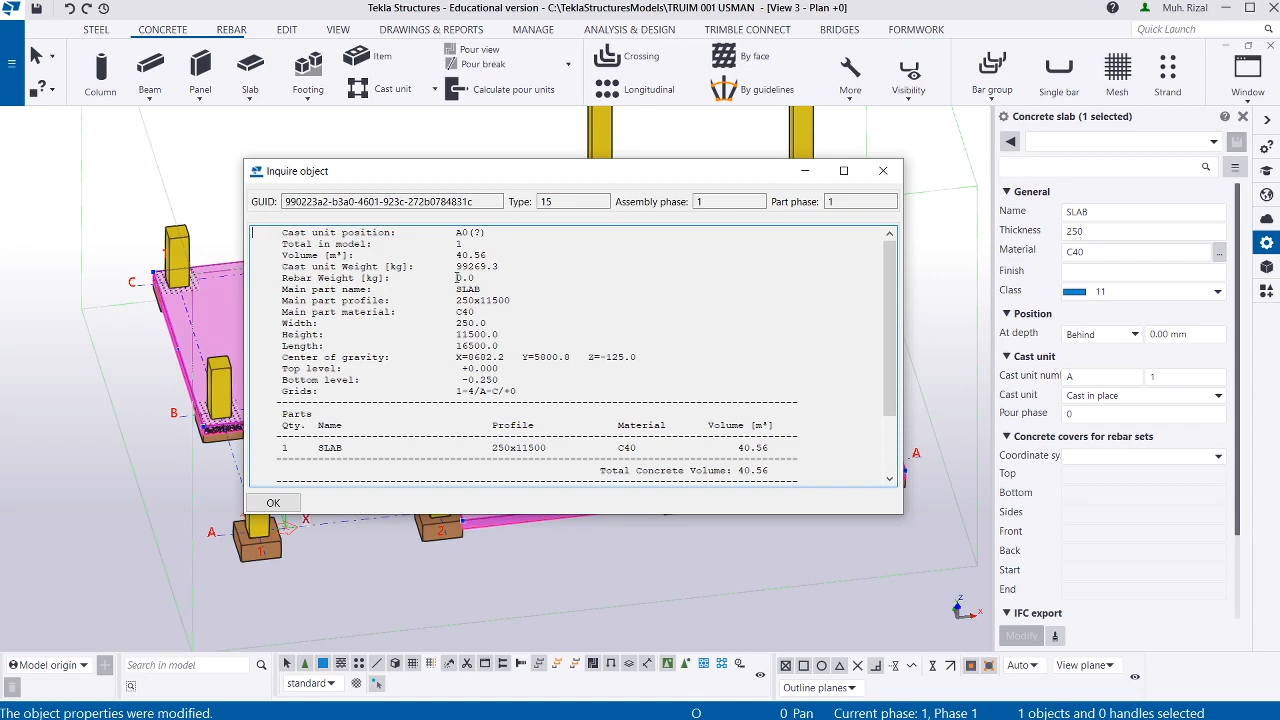 Tekla Structures - Educational version - C:\TeklaStructuresModels\TRUIM 001 USMAN - [View 3 - Plan +0]
Muh. Rizal
STEEL CONCRETE REBAR EDIT VIEW DRAWINGS & REPORTS MANAGE ANALYSIS & DESIGN TRIMBLE CONNECT BRIDGES FORMWORK Quick Launch
Column Beam Panel Slab Footing
Item
Cast unit
Pour view
Pour break
Calculate pour units
Crossing
Longitudinal
By face
By guidelines
More
Visibility
Bar group
Single bar
Mesh
Strand
Window
Inquire object
GUID: 990223a2-b3a0-4601-923c-272b0784831c Type: 15 Assembly phase: 1 Part phase: 1
Cast unit position: A0(?)
Total in model: 1
Volume [m³]: 40.56
Cast unit Weight [kg]: 99269.3
Rebar Weight [kg]: 0.0
Main part name: SLAB
Main part profile: 250x11500
Main part material: C40
Width: 250.0
Height: 11500.0
Length: 16500.0
Center of gravity: X=8682.2 Y=5800.8 Z=-125.0
Top level: +0.000
Bottom level: -0.250
Grids: 1-4/A-C/+0
Parts
Qty. Name Profile Material Volume [m³]
1 SLAB 250x11500 C40 40.56
Total Concrete Volume: 40.56
OK
C
B
A
X
1
2
A
z
x
Concrete slab (1 selected)
General
Name SLAB
Thickness 250
Material C40
...
Finish
Class 11
Position
At depth Behind 0.00 mm
Cast unit
Cast unit numb A 1
Cast unit Cast in place
Pour phase 0
Concrete covers for rebar sets
Coordinate sy
Top
Bottom
Sides
Front
Back
Start
End
IFC export
Modify
Model origin
Search in model
standard
Auto
View plane
Outline planes
The object properties were modified. O 0 Pan Current phase: 1, Phase 1 1 objects and 0 handles selected